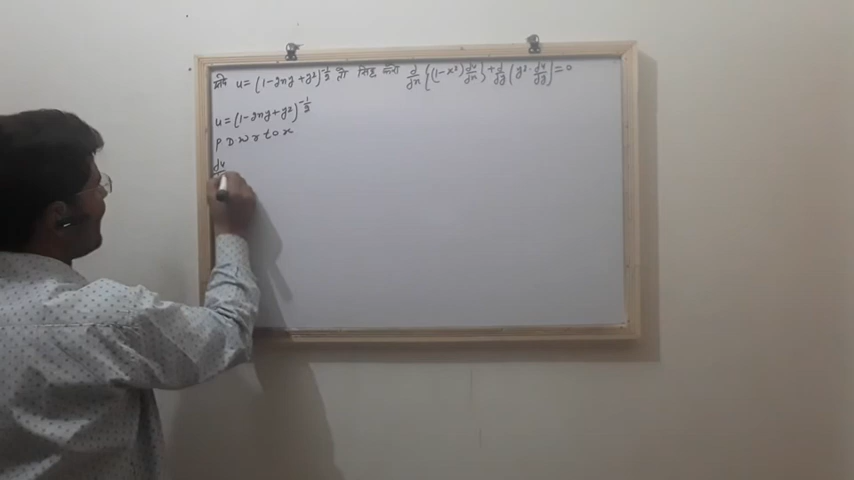 यदि u = (1-2xy+y²)^-1/2 तो सिद्ध करो d/dx {(1-x²) du/dx} + d/dy (y² · du/dy) = 0
u = (1-2xy+y²)^-1/2
P D w r to x
du